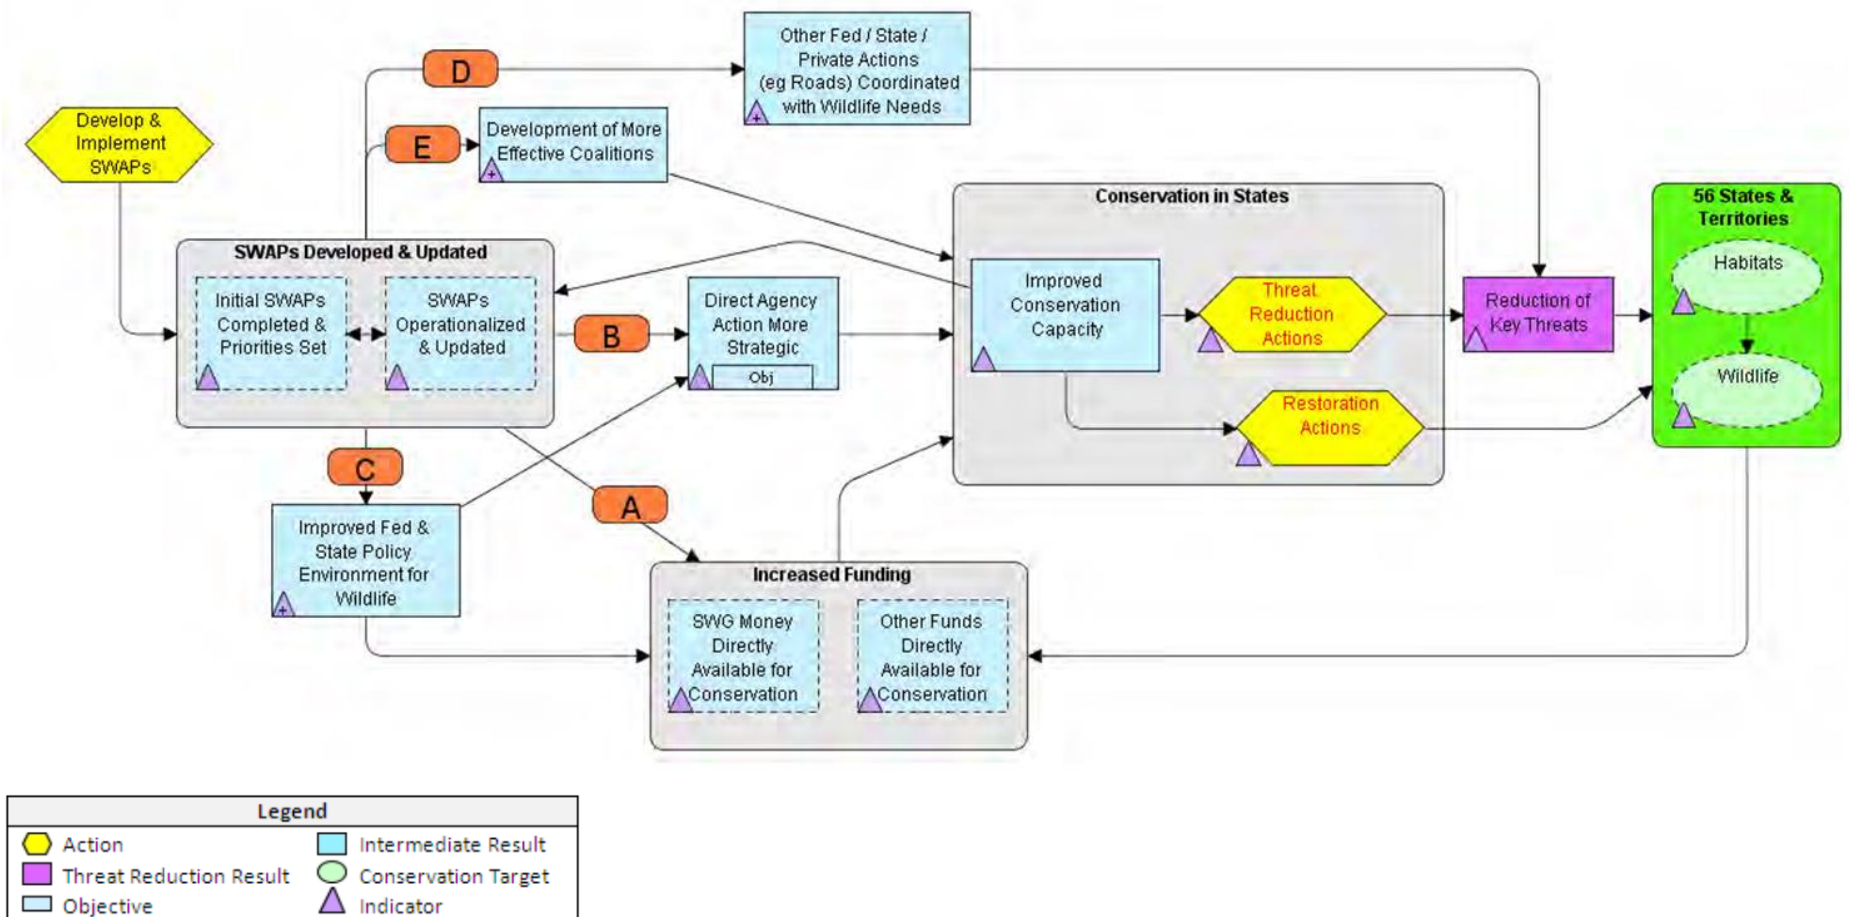 Other Fed / State /
Private Actions
(eg Roads) Coordinated
with Wildlife Needs
+
D
Develop &
Implement
SWAPs
E
Development of More
Effective Coalitions
+
Conservation in States
56 States &
Territories
SWAPs Developed & Updated
Initial SWAPs
Completed &
Priorities Set
SWAPs
Operationalized
& Updated
B
Direct Agency
Action More
Strategic
Obj
Improved
Conservation
Capacity
Threat
Reduction
Actions
Reduction of
Key Threats
Habitats
Wildlife
Restoration
Actions
C
A
Improved Fed &
State Policy
Environment for
Wildlife
+
Increased Funding
SWG Money
Directly
Available for
Conservation
Other Funds
Directly
Available for
Conservation
Legend
Action
Intermediate Result
Threat Reduction Result
Conservation Target
Objective
Indicator